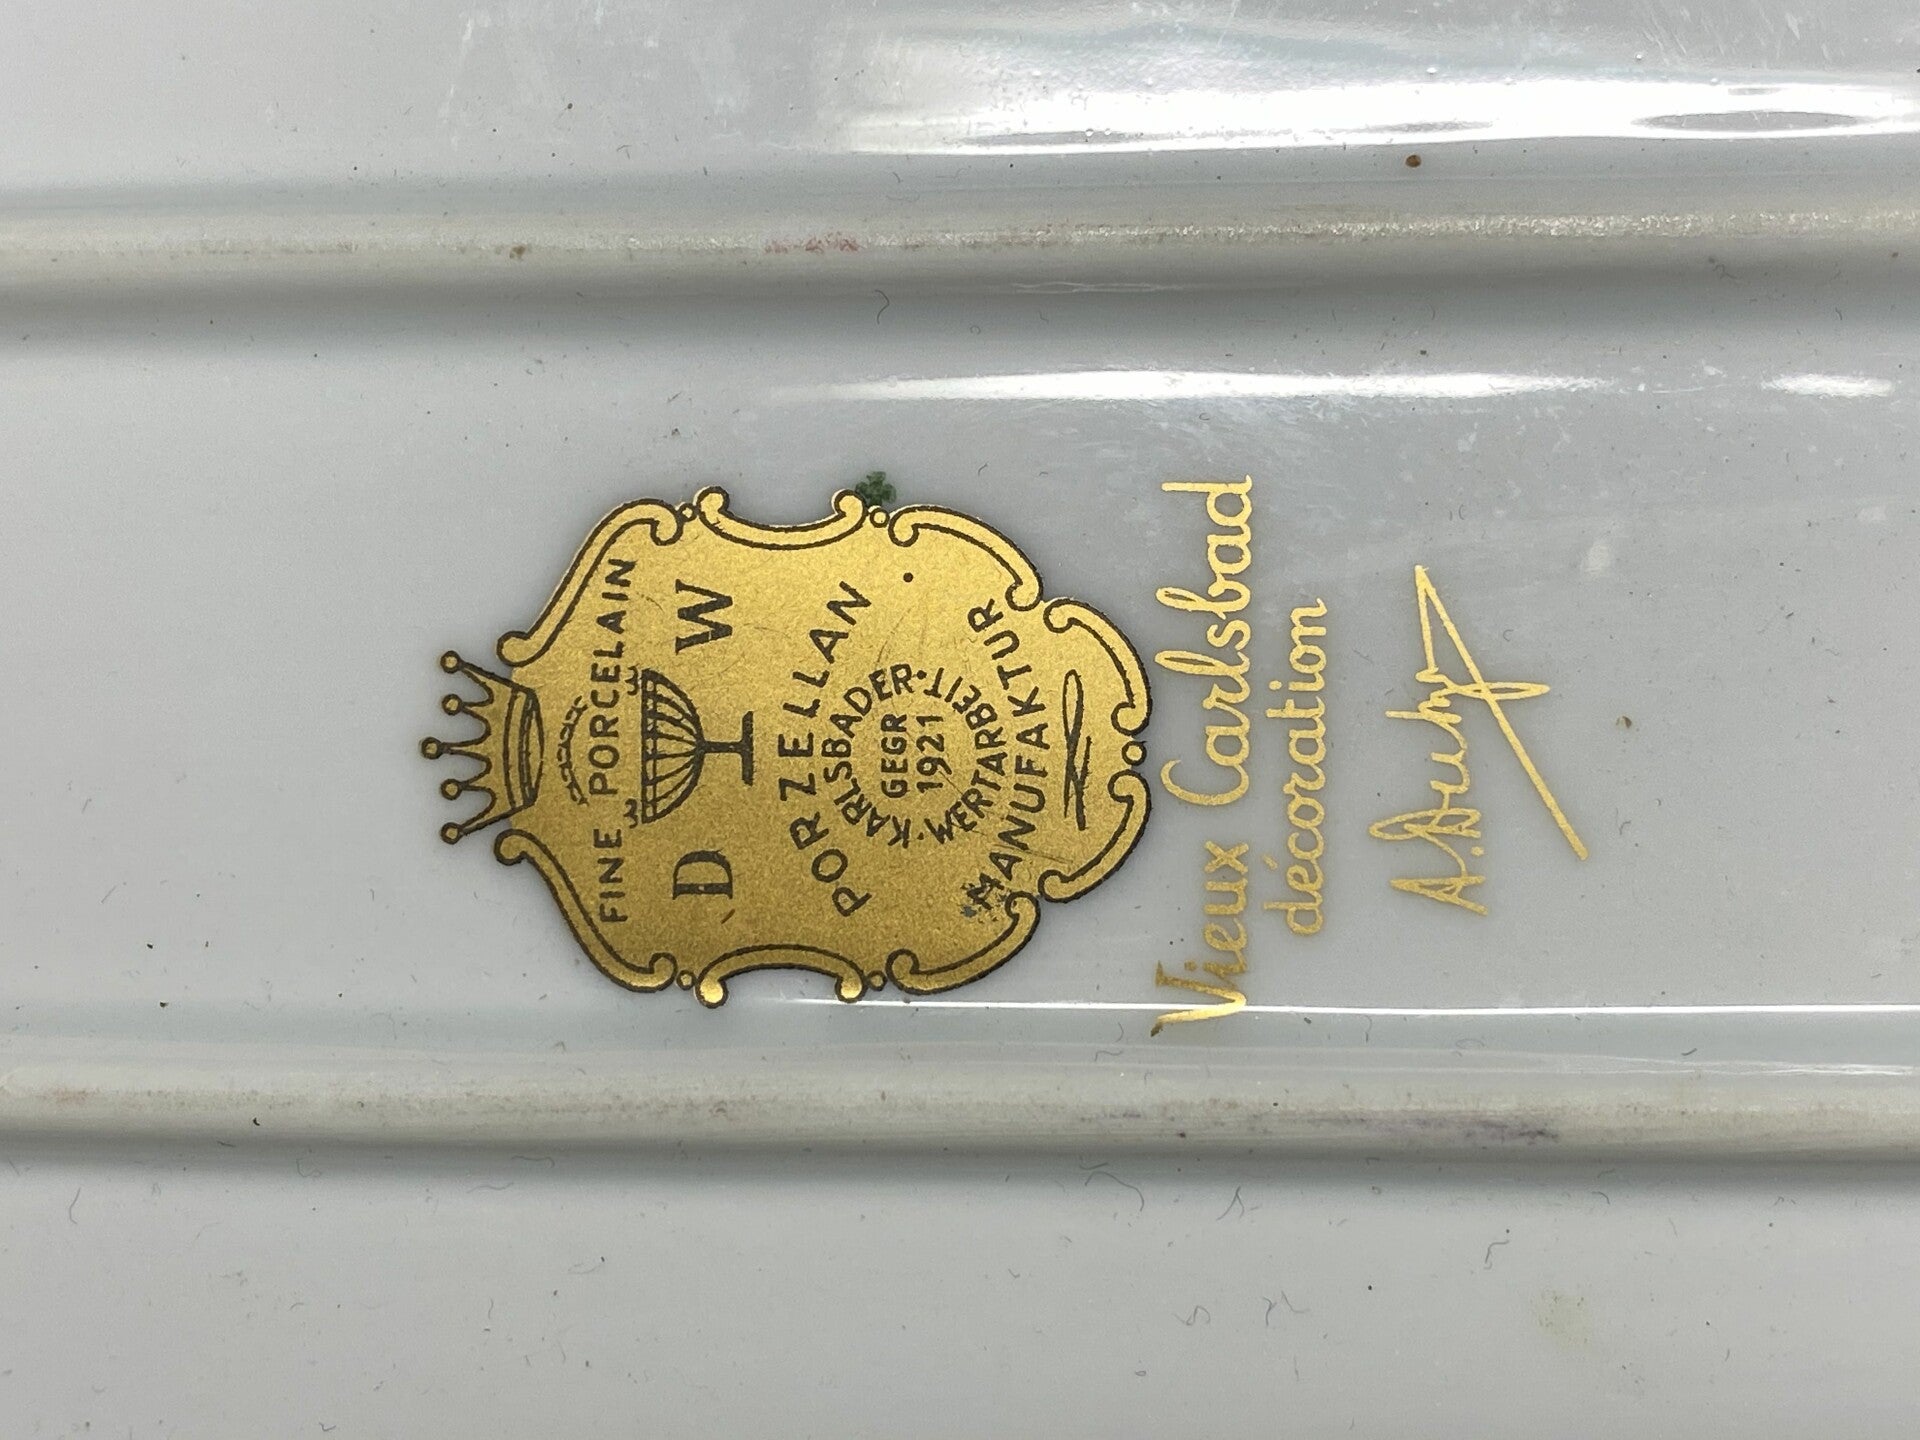 FINE PORCELAIN
D W
PORZELLAN
KARLSBADER
GEGR
1921
WERTARBEIT
MANUFAKTUR
Vieux Carlsbad
décoration